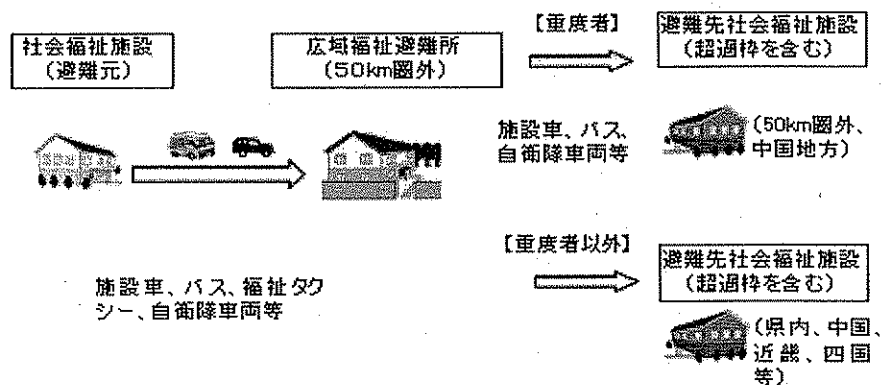 社会福祉施設
（避難元）
広域福祉避難所
（50km圏外）
【重度者】
避難先社会福祉施設
（超過枠を含む）
施設車、バス、
自衛隊車両等
（50km圏外、
中国地方）
【重度者以外】
避難先社会福祉施設
（超過枠を含む）
施設車、バス、福祉タク
シー、自衛隊車両等
（県内、中国、
近畿、四国
等）